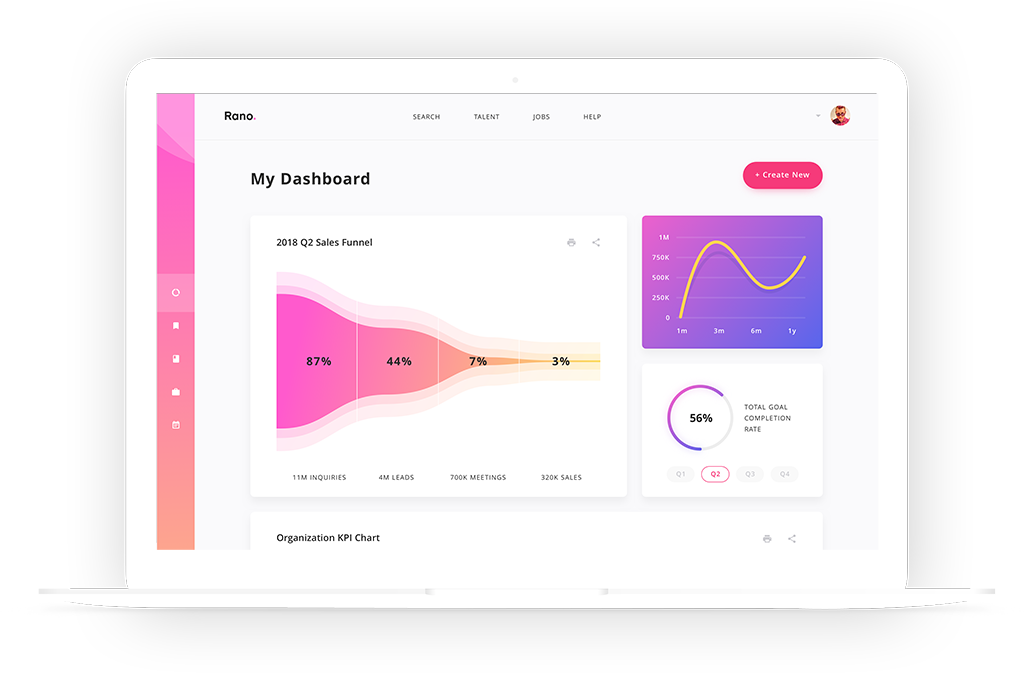 Rano.
SEARCH TALENT JOBS HELP
My Dashboard
+ Create New
2018 Q2 Sales Funnel
87% 44% 7% 3%
11M INQUIRIES 4M LEADS 700K MEETINGS 320K SALES
1M
750K
500K
250K
0
1m 3m 6m 1y
56%
TOTAL GOAL
COMPLETION
RATE
Q1 Q2 Q3 Q4
Organization KPI Chart